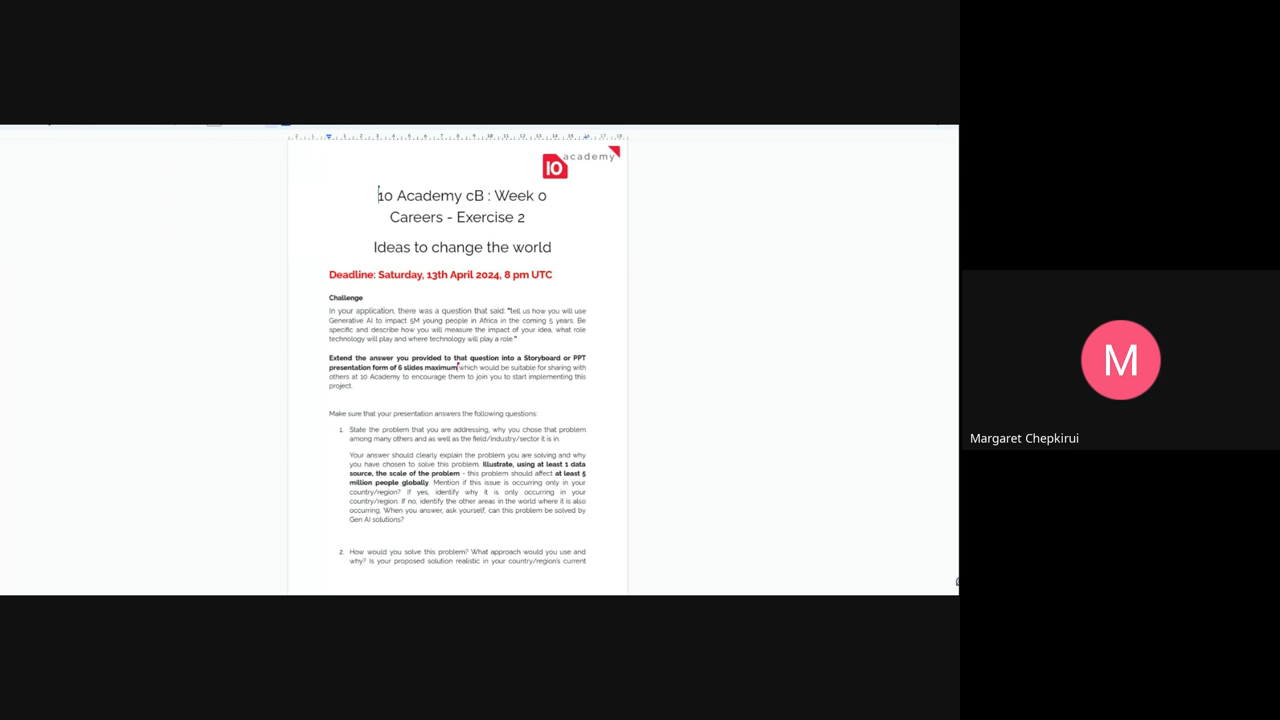 10 academy
10 Academy cB : Week 0
Careers - Exercise 2
Ideas to change the world
Deadline: Saturday, 13th April 2024, 8 pm UTC
Challenge
In your application, there was a question that said: "tell us how you will use
Generative AI to impact 5M young people in Africa in the coming 5 years. Be
specific and describe how you will measure the impact of your idea, what role
technology will play and where technology will play a role."
Extend the answer you provided to that question into a Storyboard or PPT
presentation form of 6 slides maximum which would be suitable for sharing with
others at 10 Academy to encourage them to join you to start implementing this
project.
Make sure that your presentation answers the following questions:
1. State the problem that you are addressing, why you chose that problem
among many others and as well as the field/industry/sector it is in.
Your answer should clearly explain the problem you are solving and why
you have chosen to solve this problem. Illustrate, using at least 1 data
source, the scale of the problem - this problem should affect at least 5
million people globally. Mention if this issue is occurring only in your
country/region? If yes, identify why it is only occurring in your
country/region. If no, identify the other areas in the world where it is also
occurring. When you answer, ask yourself, can this problem be solved by
Gen AI solutions?
2. How would you solve this problem? What approach would you use and
why? Is your proposed solution realistic in your country/region's current
M
Margaret Chepkirui